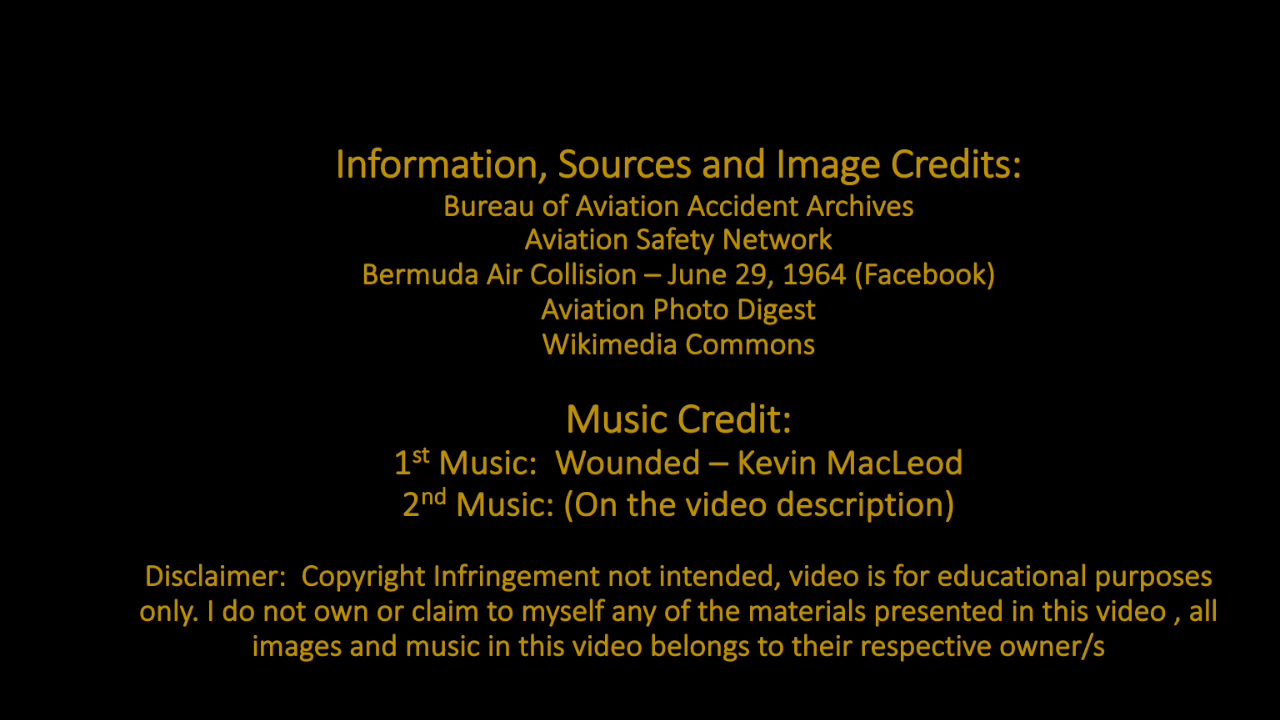 Information, Sources and Image Credits:
Bureau of Aviation Accident Archives
Aviation Safety Network
Bermuda Air Collision – June 29, 1964 (Facebook)
Aviation Photo Digest
Wikimedia Commons
Music Credit:
1st Music:  Wounded – Kevin MacLeod
2nd Music: (On the video description)
Disclaimer:  Copyright Infringement not intended, video is for educational purposes
only. I do not own or claim to myself any of the materials presented in this video , all
images and music in this video belongs to their respective owner/s